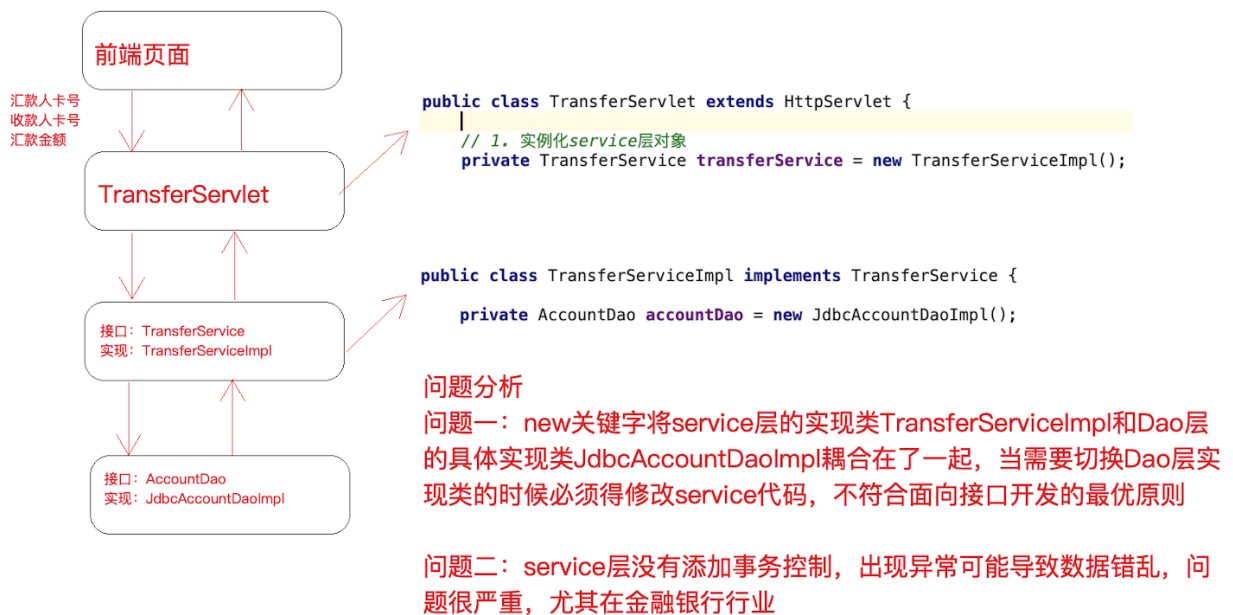 前端页面
汇款人卡号
收款人卡号
汇款金额
TransferServlet
接口：TransferService
实现：TransferServiceImpl
接口：AccountDao
实现：JdbcAccountDaoImpl
public class TransferServlet extends HttpServlet {
// 1. 实例化service层对象
private TransferService transferService = new TransferServiceImpl();
public class TransferServiceImpl implements TransferService {
private AccountDao accountDao = new JdbcAccountDaoImpl();
问题分析
问题一：new关键字将service层的实现类TransferServiceImpl和Dao层
的具体实现类JdbcAccountDaoImpl耦合在了一起，当需要切换Dao层实
现类的时候必须得修改service代码，不符合面向接口开发的最优原则
问题二：service层没有添加事务控制，出现异常可能导致数据错乱，问
题很严重，尤其在金融银行行业